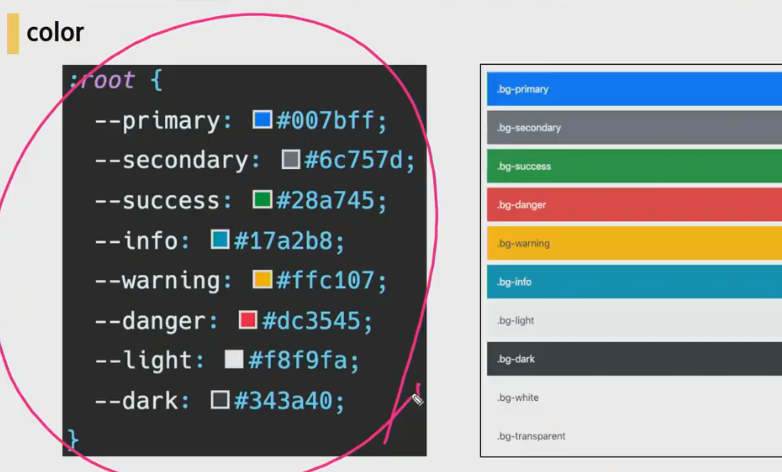 color
:root {
--primary: #007bff;
--secondary: #6c757d;
--success: #28a745;
--info: #17a2b8;
--warning: #ffc107;
--danger: #dc3545;
--light: #f8f9fa;
--dark: #343a40;
}
.bg-primary
.bg-secondary
.bg-success
.bg-danger
.bg-warning
.bg-info
.bg-light
.bg-dark
.bg-white
.bg-transparent